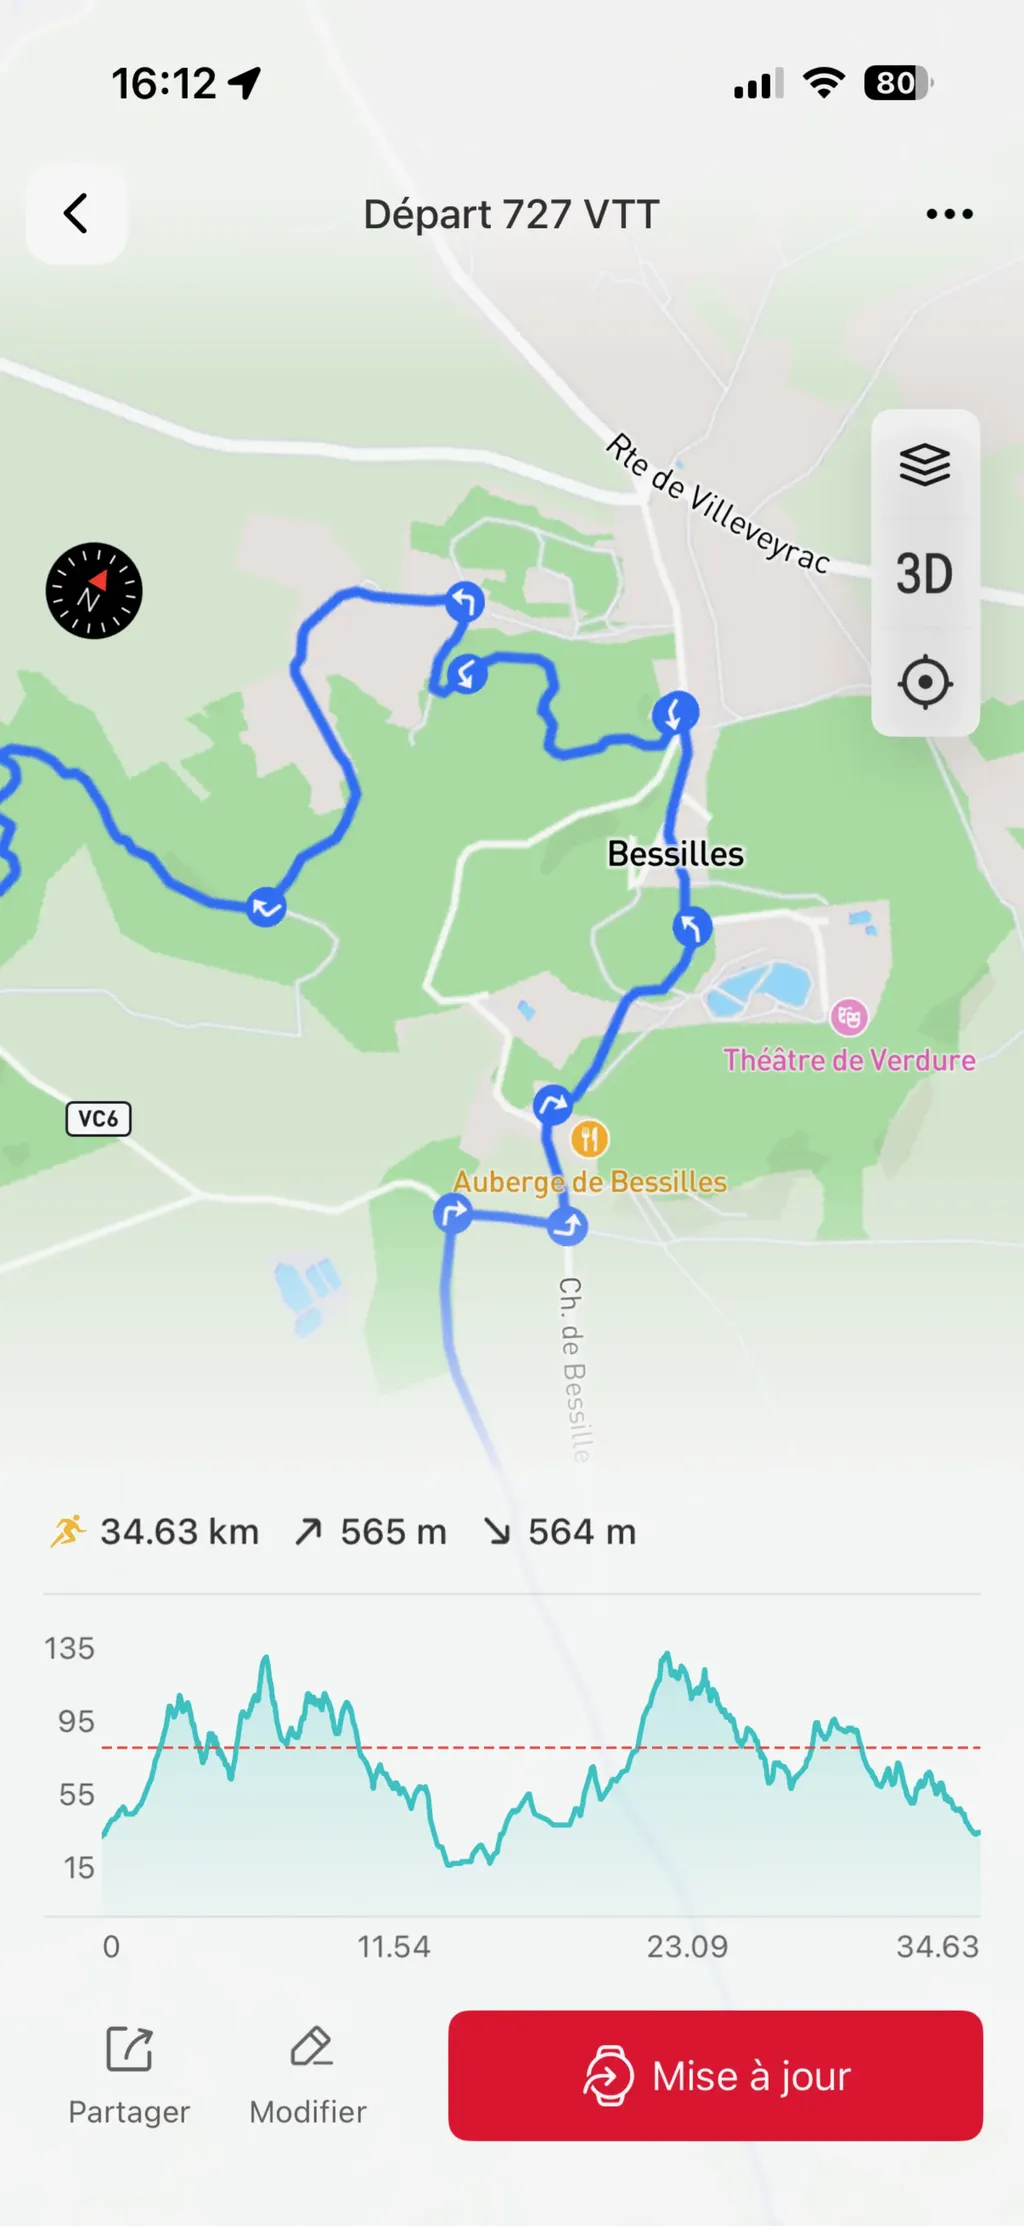 16:12
80
Départ 727 VTT
Rte de Villeveyrac
3D
N
Bessilles
Théâtre de Verdure
VC6
Auberge de Bessilles
Ch. de Bessille
34.63 km 565 m 564 m
135
95
55
15
0 11.54 23.09 34.63
Mise à jour
Partager Modifier